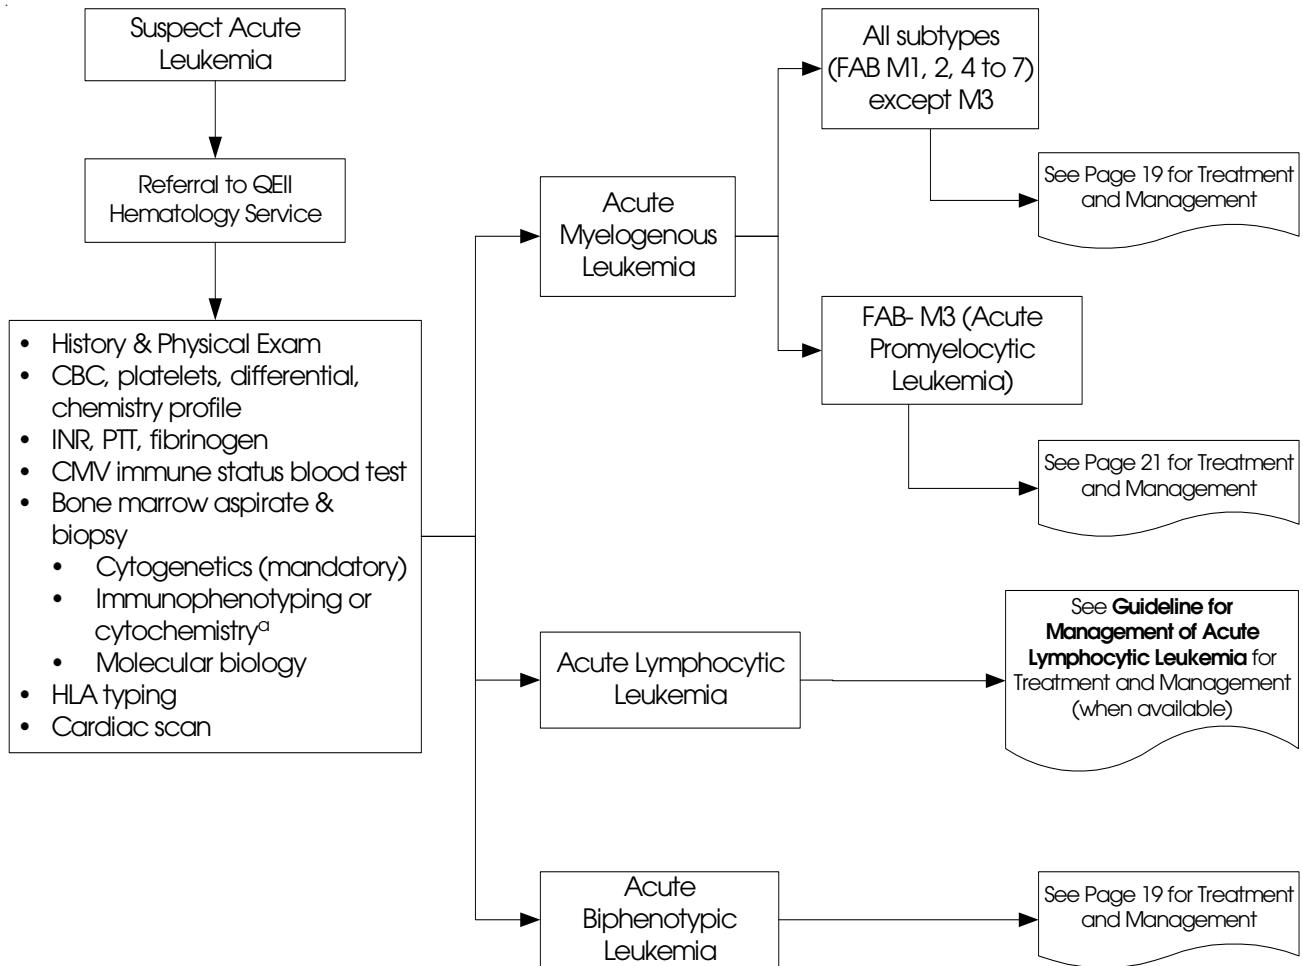 Suspect Acute
Leukemia
Referral to QEII
Hematology Service
• History & Physical Exam
• CBC, platelets, differential,
chemistry profile
• INR, PTT, fibrinogen
• CMV immune status blood test
• Bone marrow aspirate &
biopsy
• Cytogenetics (mandatory)
• Immunophenotyping or
cytochemistryᵃ
• Molecular biology
• HLA typing
• Cardiac scan
Acute
Myelogenous
Leukemia
All subtypes
(FAB M1, 2, 4 to 7)
except M3
See Page 19 for Treatment
and Management
FAB- M3 (Acute
Promyelocytic
Leukemia)
See Page 21 for Treatment
and Management
Acute Lymphocytic
Leukemia
See Guideline for
Management of Acute
Lymphocytic Leukemia for
Treatment and Management
(when available)
Acute
Biphenotypic
Leukemia
See Page 19 for Treatment
and Management